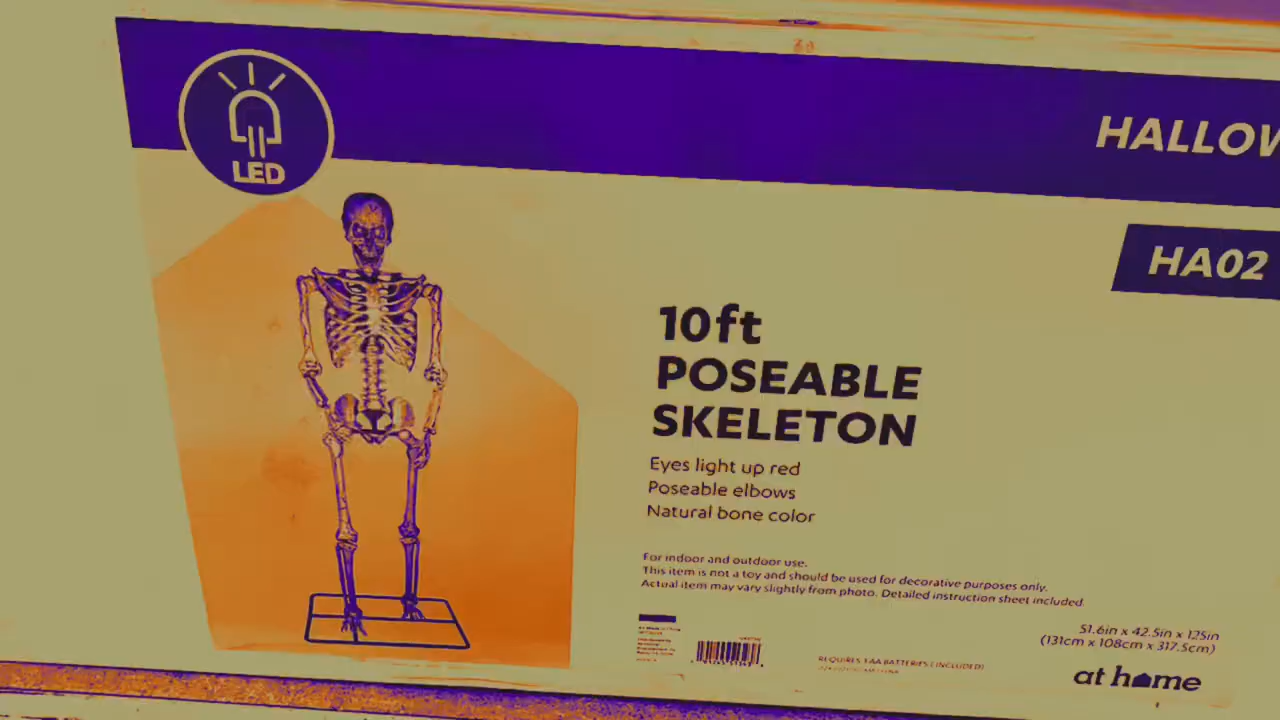 LED
HALLOW
HA02
10ft
POSEABLE
SKELETON
Eyes light up red
Poseable elbows
Natural bone color
For indoor and outdoor use.
This item is not a toy and should be used for decorative purposes only.
Actual item may vary slightly from photo. Detailed instruction sheet included.
51.6in x 42.5in x 125in
(131cm x 108cm x 317.5cm)
at home